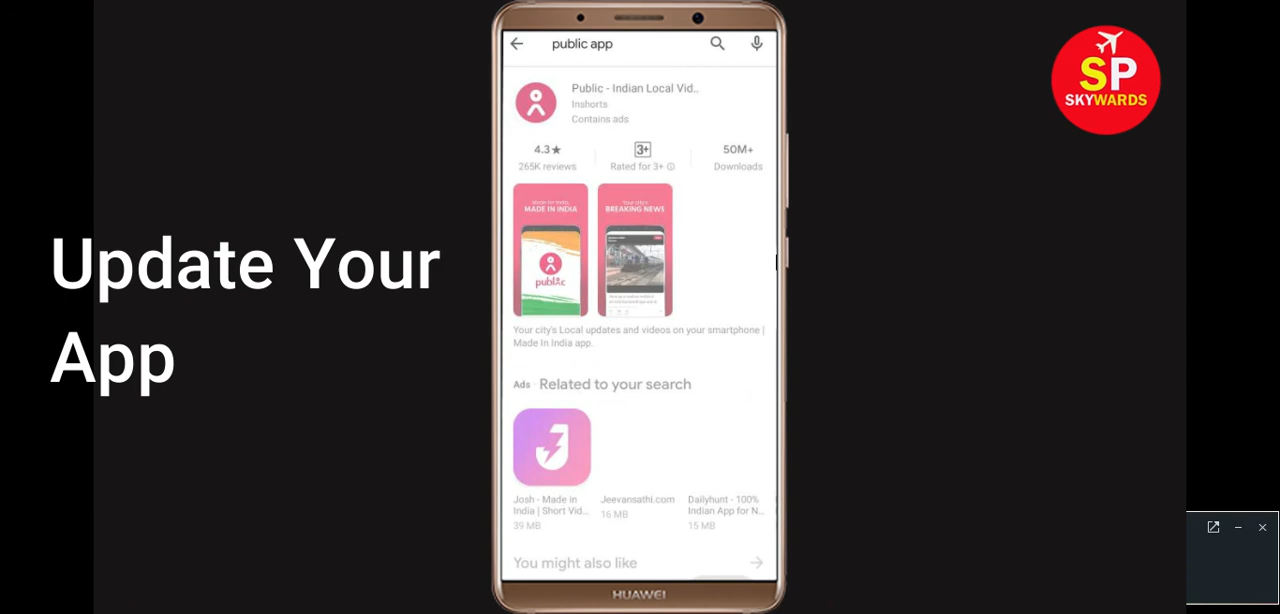 public app
SP
SKYWARDS
Public - Indian Local Vid..
Inshorts
Contains ads
4.3★
3+
50M+
265K reviews
Rated for 3+
Downloads
MADE IN INDIA
BREAKING NEWS
public
Update Your
App
Your city's Local updates and videos on your smartphone |
Made In India app.
Ads · Related to your search
J
Josh - Made in
India | Short Vid...
39 MB
Jeevansathi.com
16 MB
Dailyhunt - 100%
Indian App for N...
15 MB
You might also like
HUAWEI